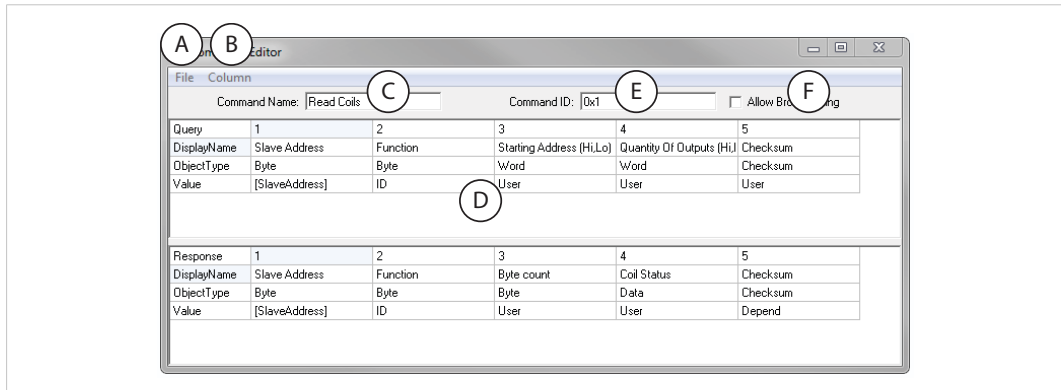 A B Editor
File Column
Command Name: Read Coils C Command ID: 0x1 E Allow F
Query 1 2 3 4 5
DisplayName Slave Address Function Starting Address (Hi,Lo) Quantity Of Outputs (Hi,l Checksum
ObjectType Byte Byte Word Word Checksum
Value [SlaveAddress] ID User User User
D
Response 1 2 3 4 5
DisplayName Slave Address Function Byte count Coil Status Checksum
ObjectType Byte Byte Byte Data Checksum
Value [SlaveAddress] ID User User Depend